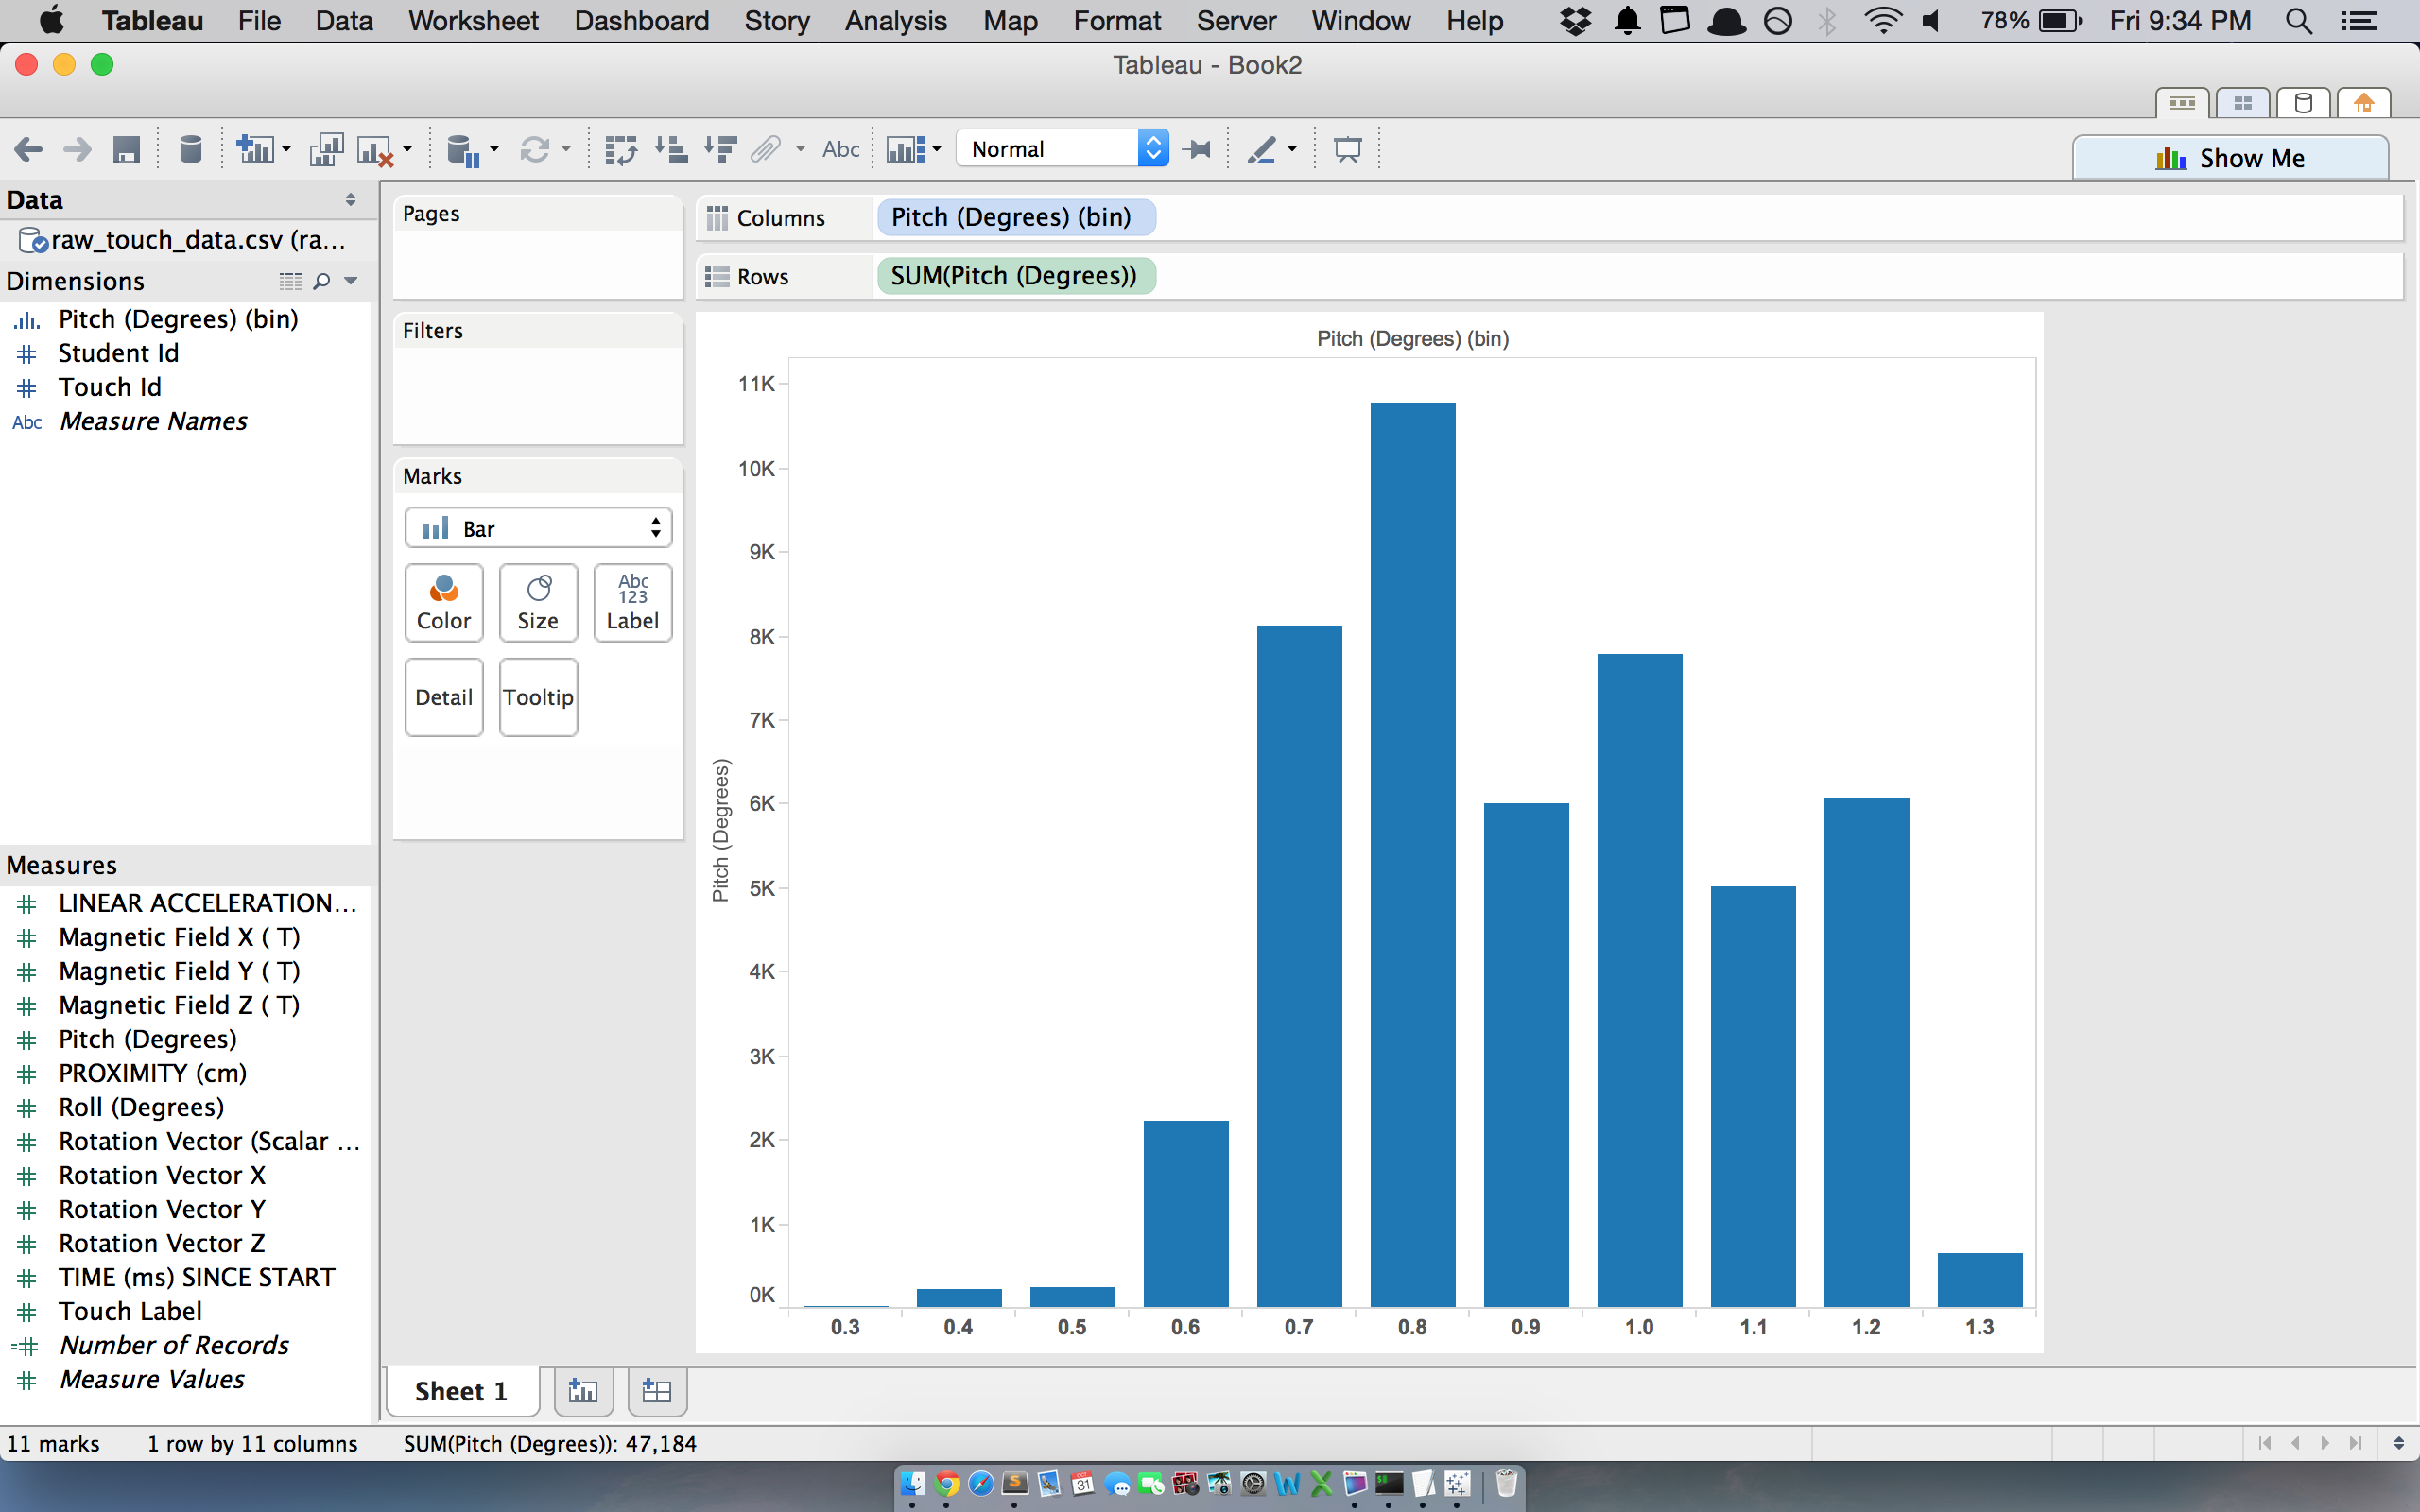 Tableau File Data Worksheet Dashboard Story Analysis Map Format Server Window Help 78% Fri 9:34 PM
Tableau - Book2
Abc Normal Show Me
Data
raw_touch_data.csv (ra...
Dimensions
Pitch (Degrees) (bin)
Student Id
Touch Id
Abc Measure Names
Measures
LINEAR ACCELERATION...
Magnetic Field X ( T)
Magnetic Field Y ( T)
Magnetic Field Z ( T)
Pitch (Degrees)
PROXIMITY (cm)
Roll (Degrees)
Rotation Vector (Scalar ...
Rotation Vector X
Rotation Vector Y
Rotation Vector Z
TIME (ms) SINCE START
Touch Label
Number of Records
Measure Values
Pages
Filters
Marks
Bar
Color
Size
Abc
123
Label
Detail
Tooltip
Columns Pitch (Degrees) (bin)
Rows SUM(Pitch (Degrees))
Pitch (Degrees) (bin)
Pitch (Degrees)
11K
10K
9K
8K
7K
6K
5K
4K
3K
2K
1K
0K
0.3 0.4 0.5 0.6 0.7 0.8 0.9 1.0 1.1 1.2 1.3
Sheet 1
11 marks 1 row by 11 columns SUM(Pitch (Degrees)): 47,184
31